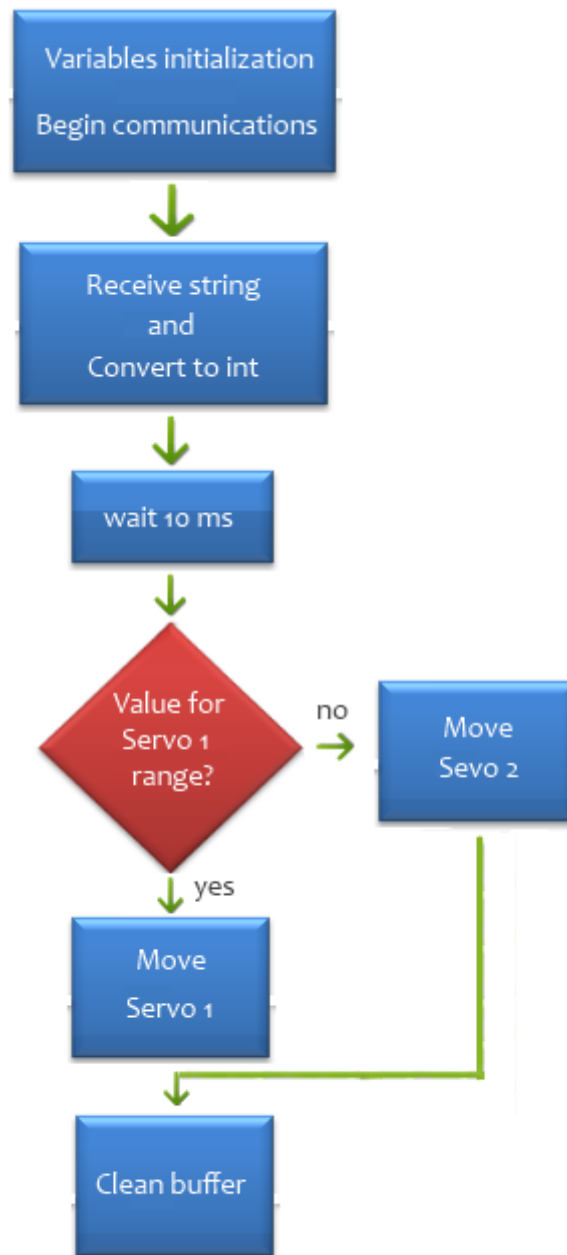 Variables initialization
Begin communications
Receive string
and
Convert to int
wait 10 ms
Value for
Servo 1
range?
no
Move
Sevo 2
yes
Move
Servo 1
Clean buffer